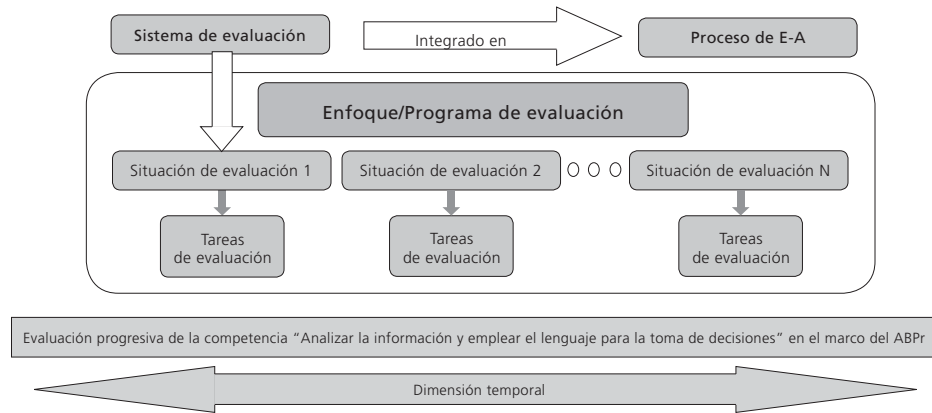 Sistema de evaluación
Integrado en
Proceso de E-A
Enfoque/Programa de evaluación
Situación de evaluación 1
Situación de evaluación 2
Situación de evaluación N
Tareas
de evaluación
Tareas
de evaluación
Tareas
de evaluación
Evaluación progresiva de la competencia “Analizar la información y emplear el lenguaje para la toma de decisiones” en el marco del ABPr
Dimensión temporal